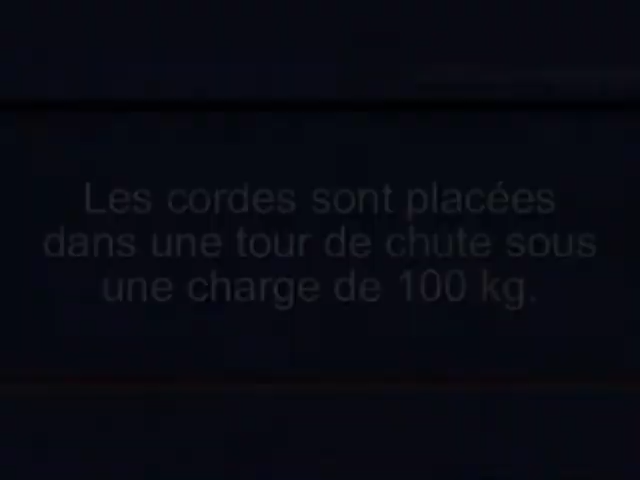 Les cordes sont placées
dans une tour de chute sous
une charge de 100 kg.